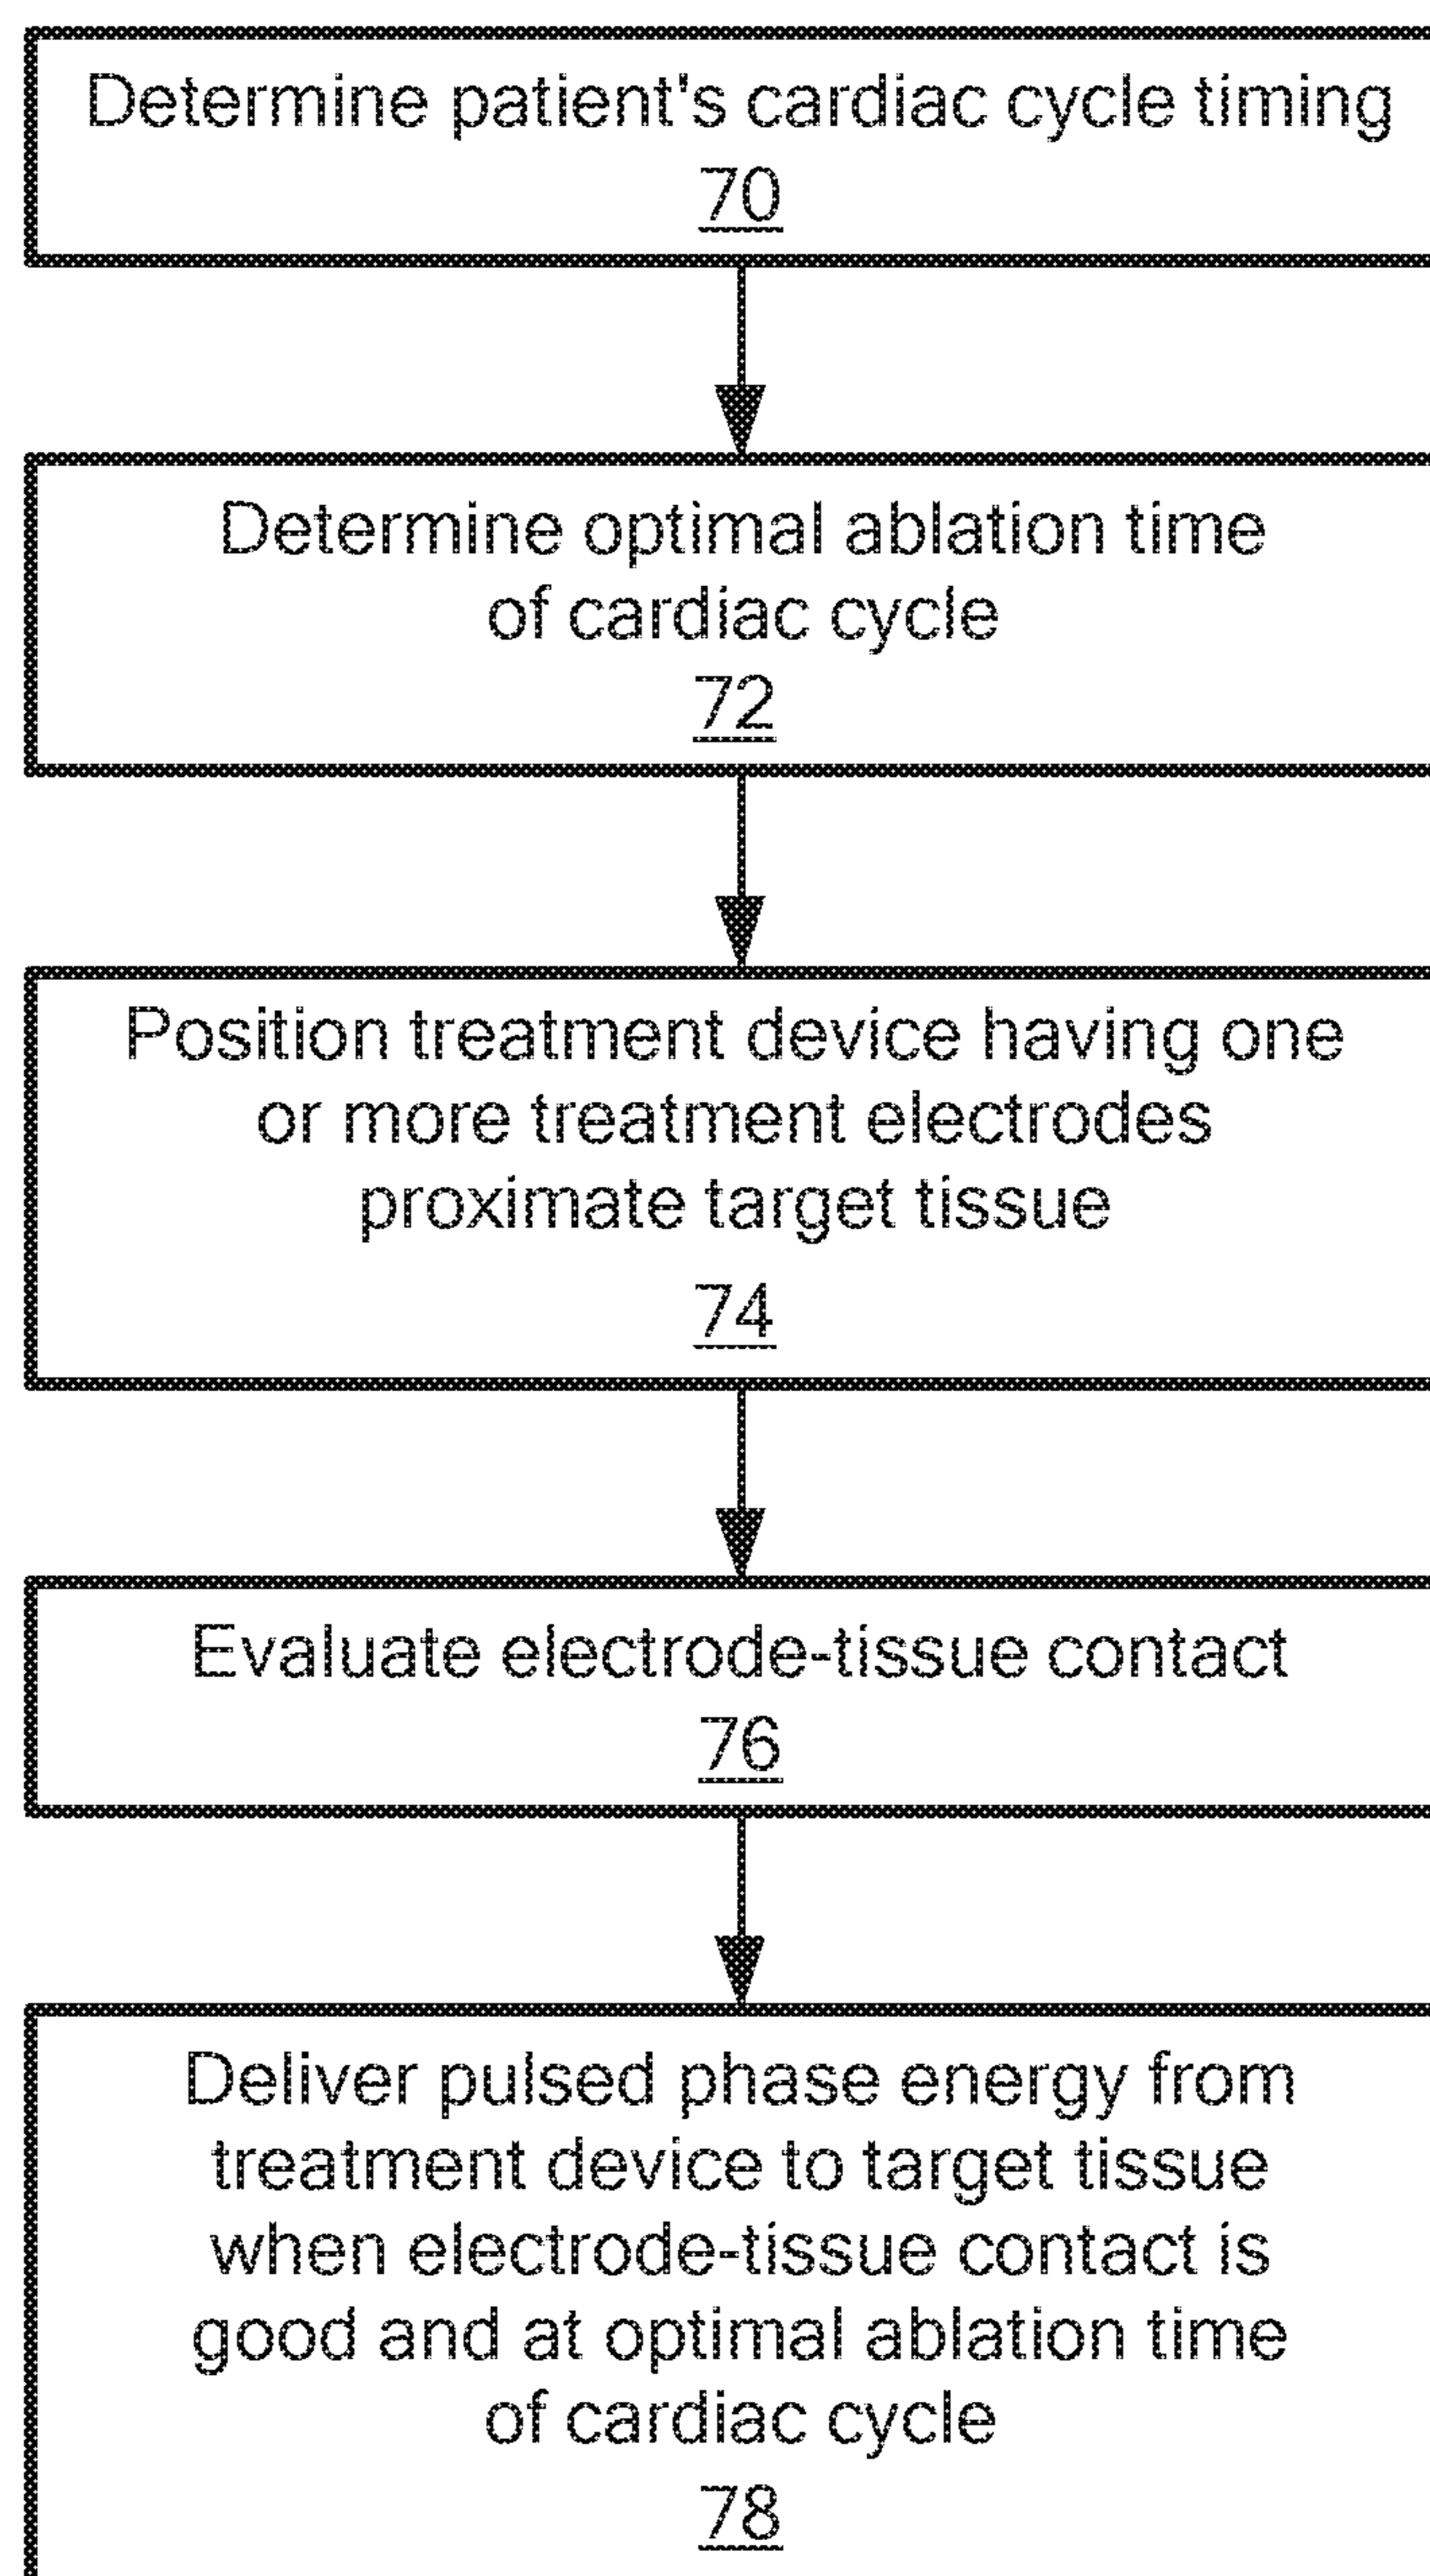 Determine patient's cardiac cycle timing
70
Determine optimal ablation time
of cardiac cycle
72
Position treatment device having one
or more treatment electrodes
proximate target tissue
74
Evaluate electrode-tissue contact
76
Deliver pulsed phase energy from
treatment device to target tissue
when electrode-tissue contact is
good and at optimal ablation time
of cardiac cycle
78